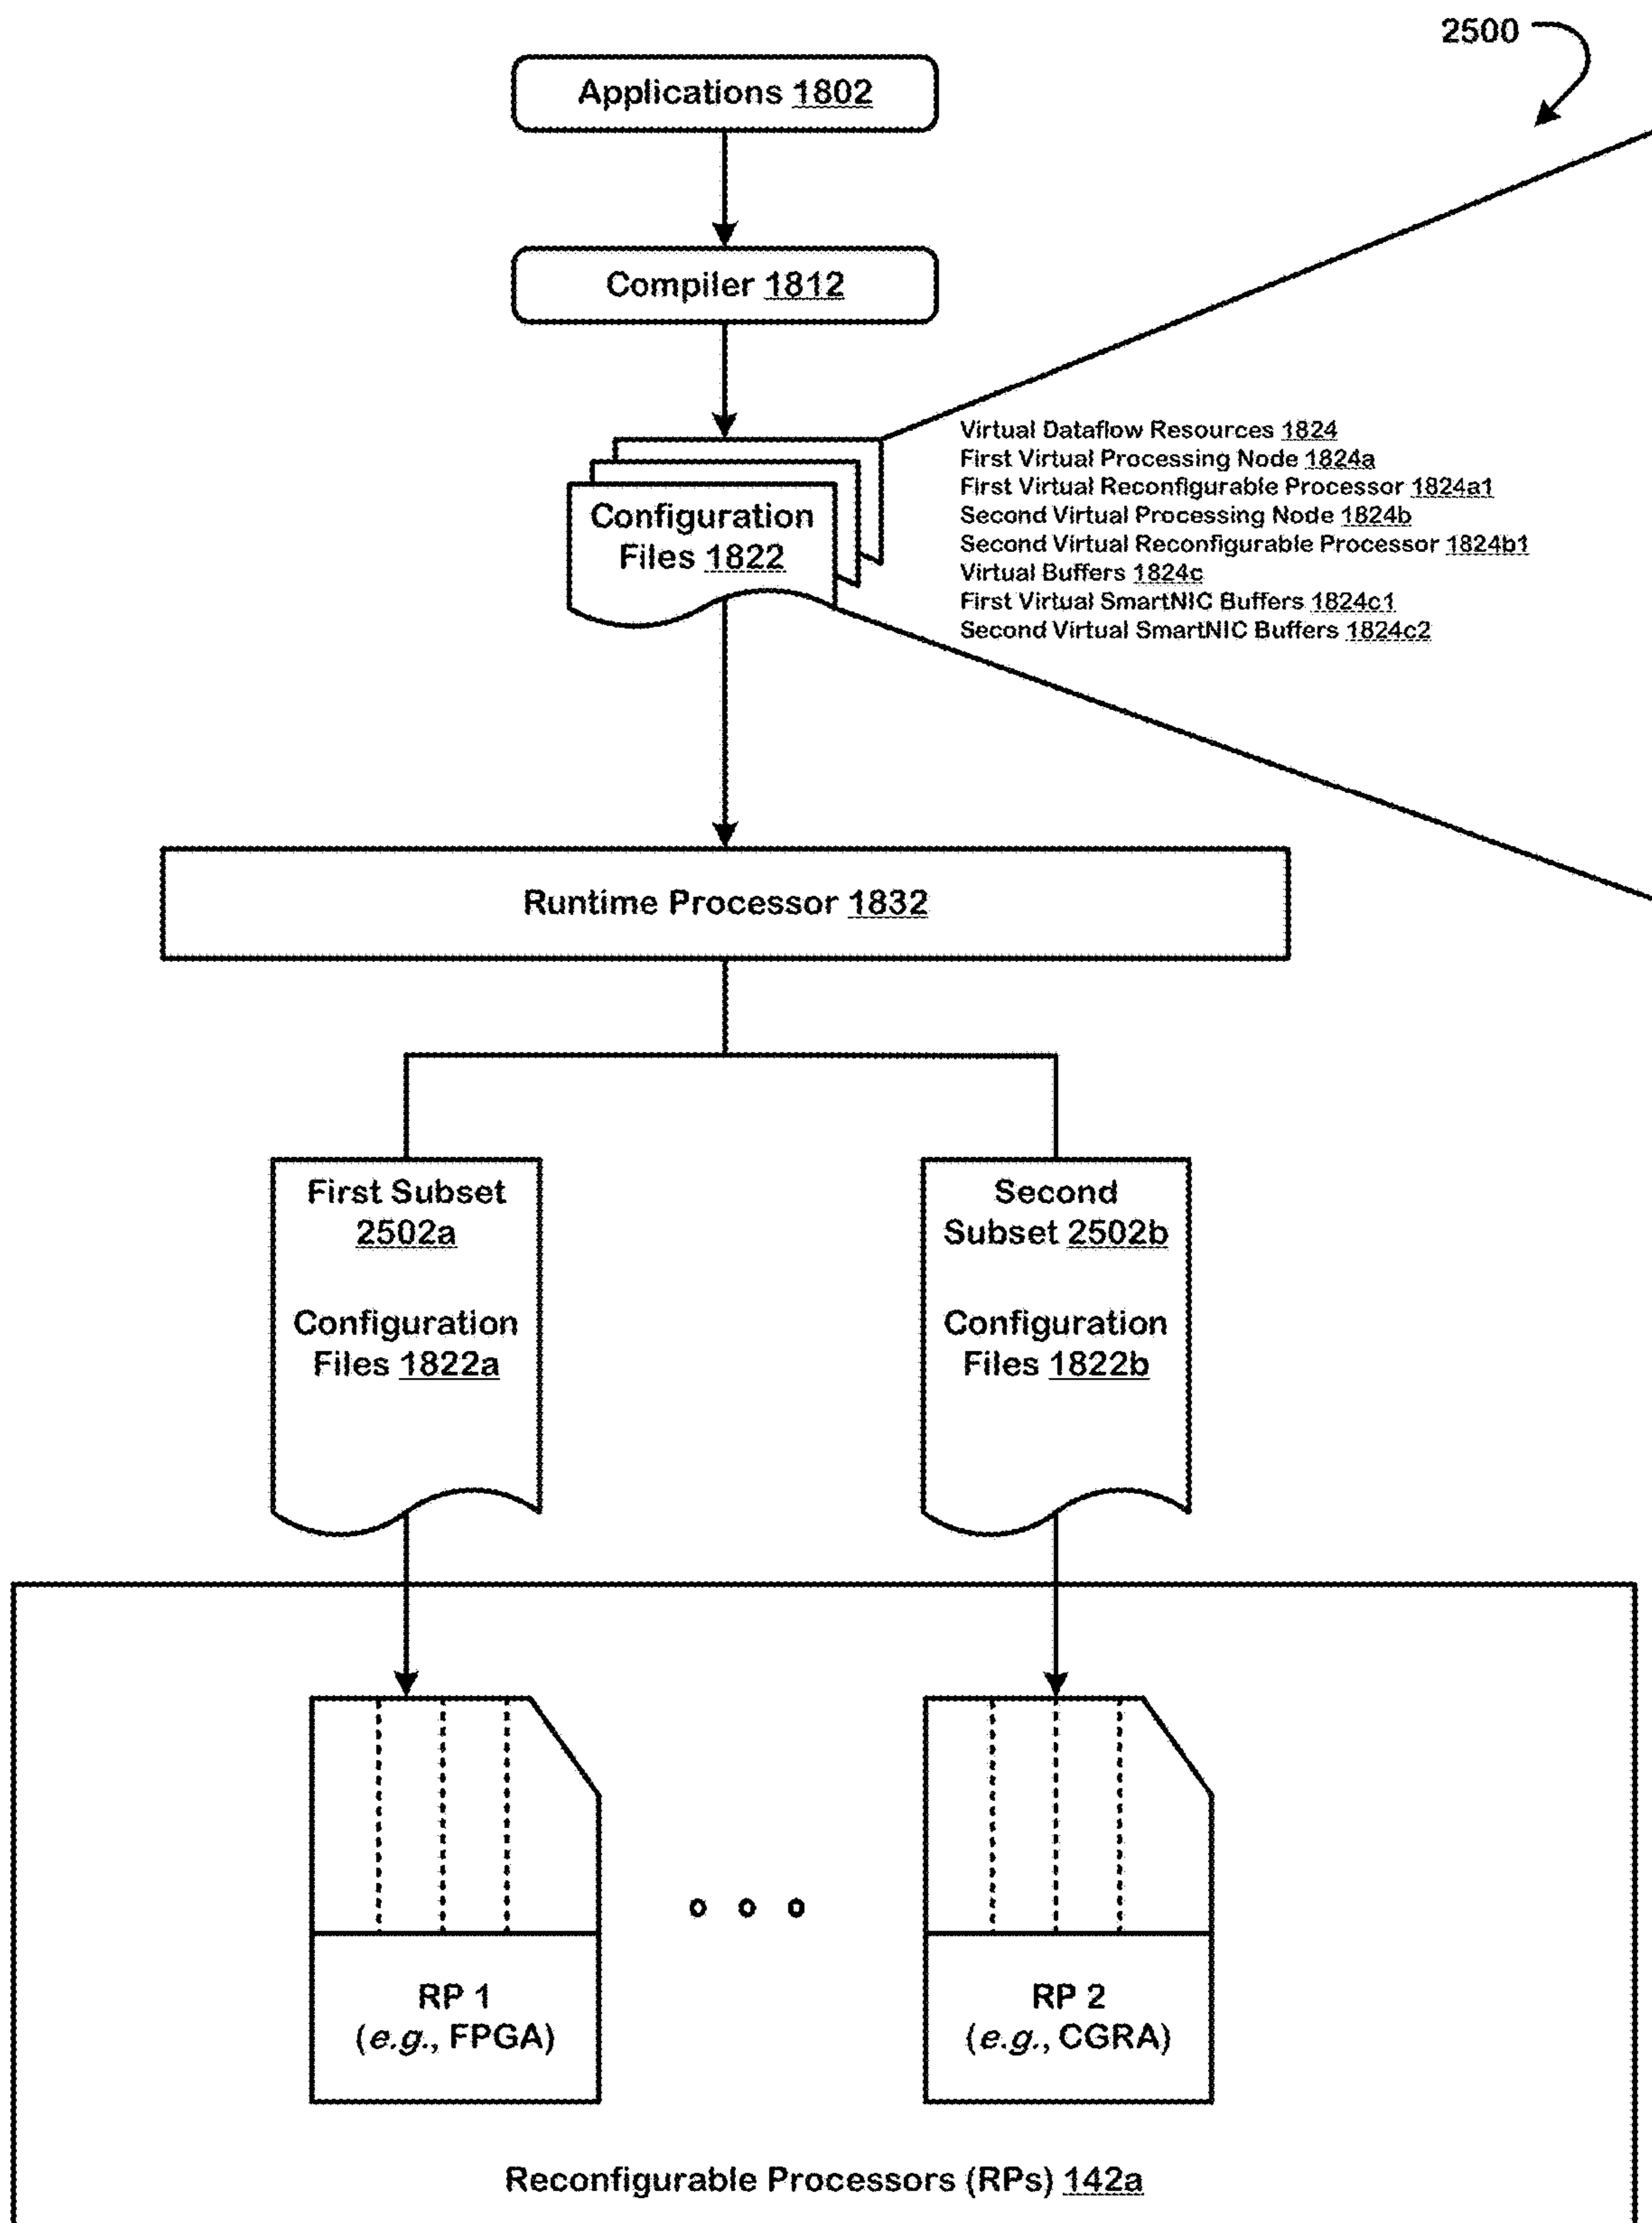 2500
Applications 1802
Compiler 1812
Virtual Dataflow Resources 1824
First Virtual Processing Node 1824a
First Virtual Reconfigurable Processor 1824a1
Second Virtual Processing Node 1824b
Second Virtual Reconfigurable Processor 1824b1
Virtual Buffers 1824c
First Virtual SmartNIC Buffers 1824c1
Second Virtual SmartNIC Buffers 1824c2
Configuration
Files 1822
Runtime Processor 1832
First Subset
2502a
Configuration
Files 1822a
Second
Subset 2502b
Configuration
Files 1822b
RP 1
(e.g., FPGA)
RP 2
(e.g., CGRA)
Reconfigurable Processors (RPs) 142a